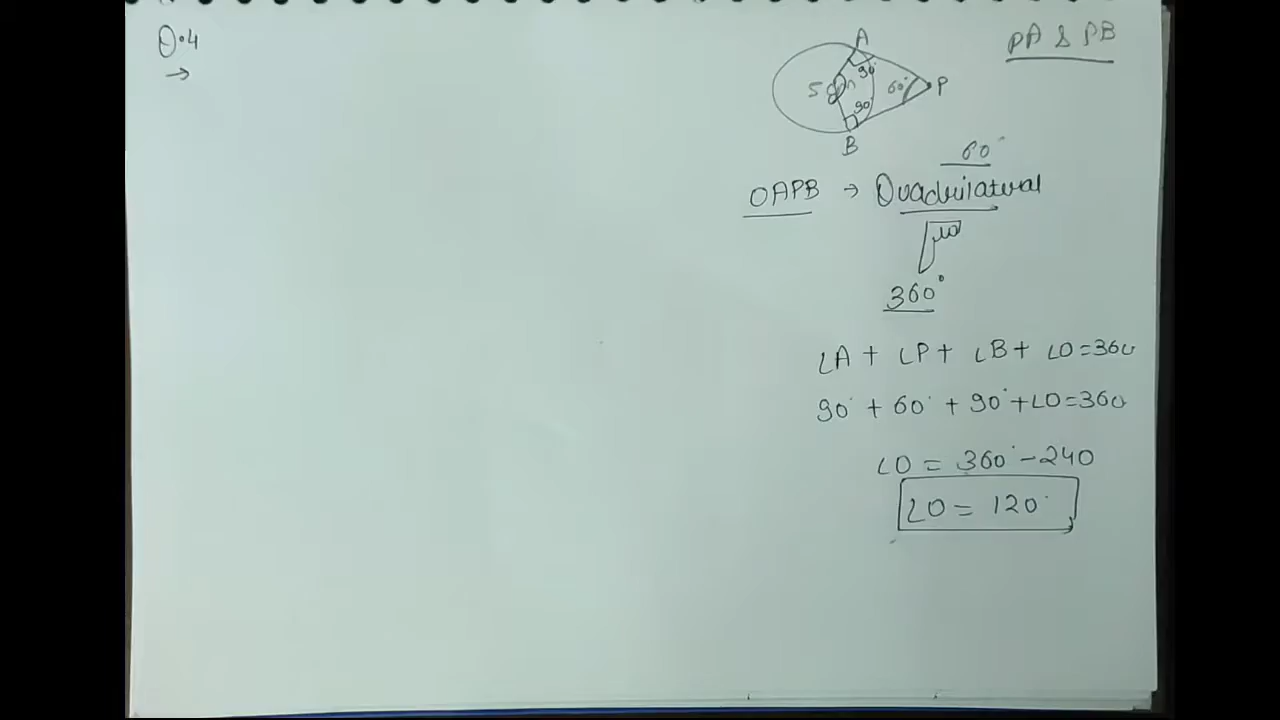 Q.4
→
PA & PB
A
90°
5
60°
P
90
B
60°
OAPB → Quadrilateral
360°
∠A + ∠P + ∠B + ∠O = 360
90° + 60° + 90° + ∠O = 360
∠O = 360° - 240
∠O = 120°